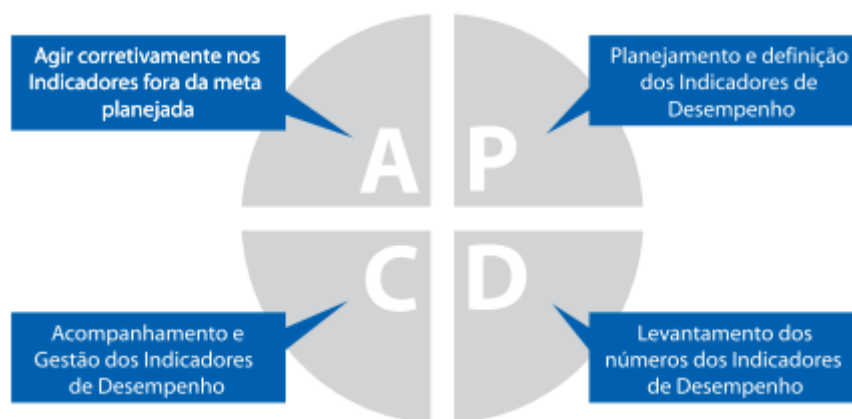 Agir corretivamente nos
Indicadores fora da meta
planejada
Planejamento e definição
dos Indicadores de
Desempenho
A
P
C
D
Acompanhamento e
Gestão dos Indicadores
de Desempenho
Levantamento dos
números dos Indicadores
de Desempenho